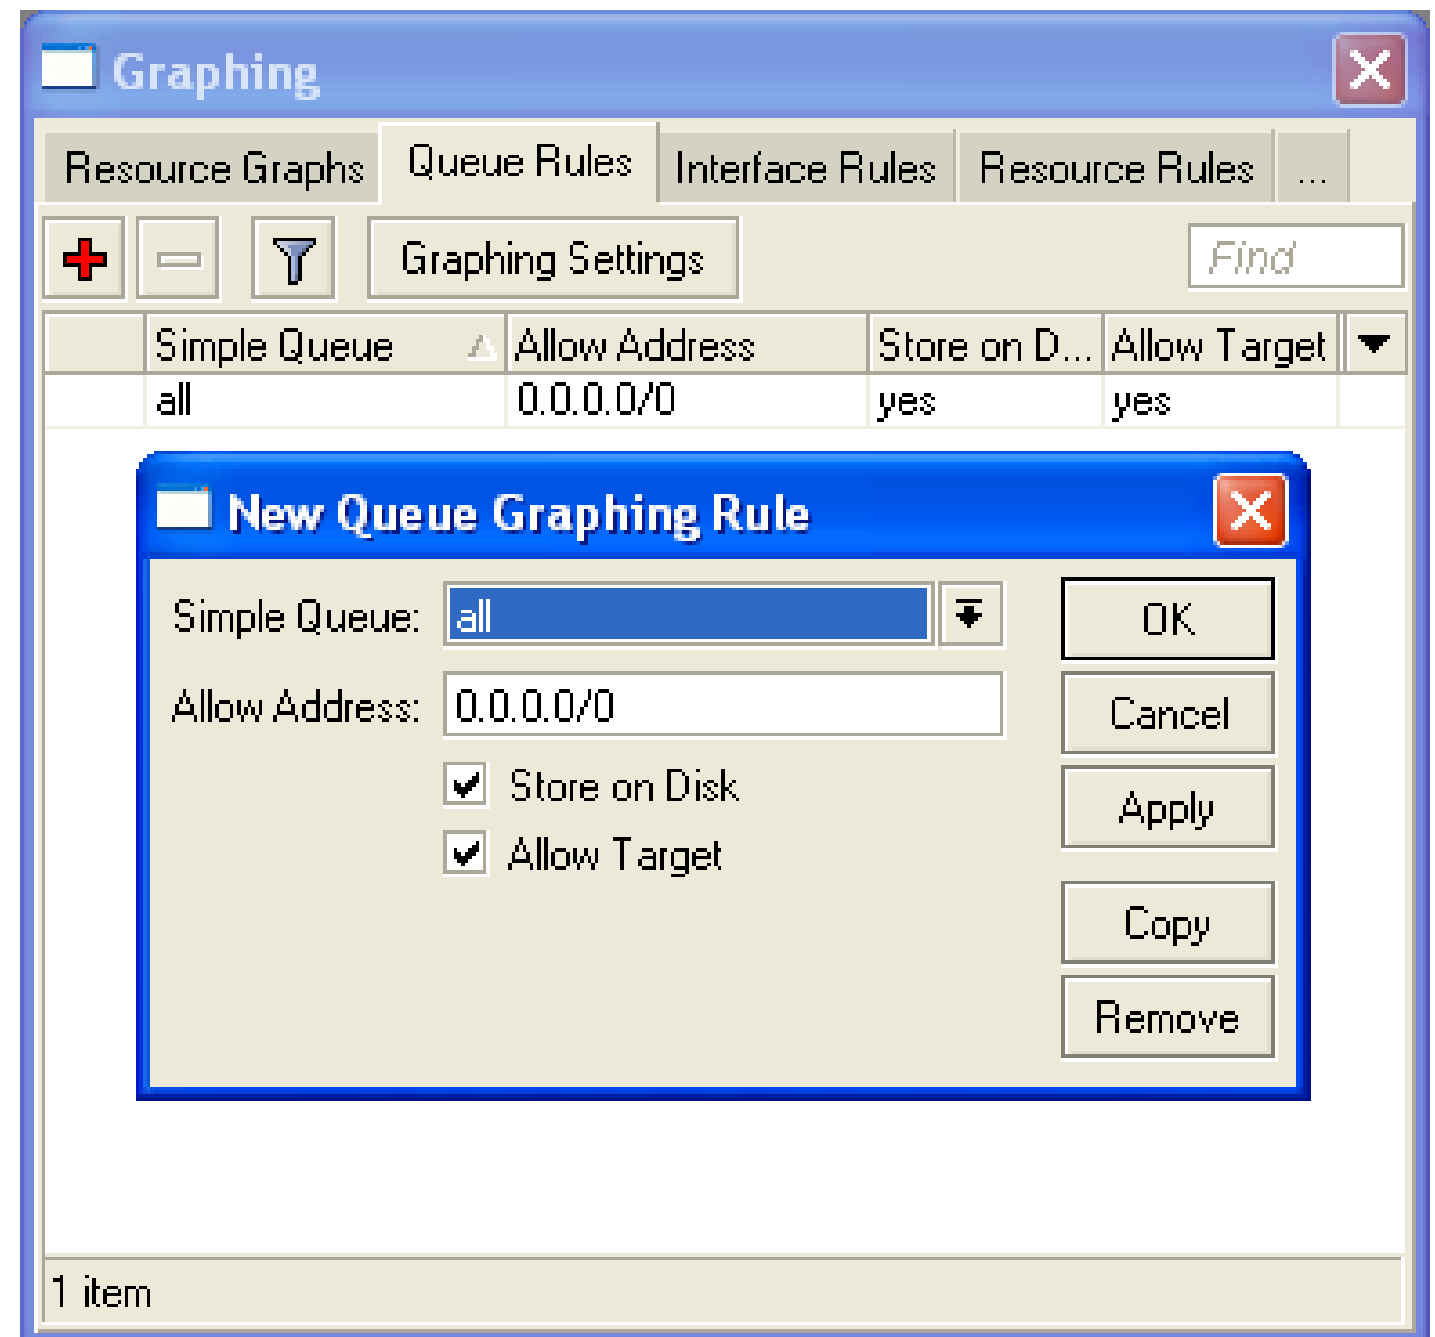 Graphing
Resource Graphs Queue Rules Interface Rules Resource Rules ...
Graphing Settings Find
Simple Queue Allow Address Store on D... Allow Target
all 0.0.0.0/0 yes yes
New Queue Graphing Rule
Simple Queue: all OK
Allow Address: 0.0.0.0/0 Cancel
Store on Disk Apply
Allow Target
Copy
Remove
1 item